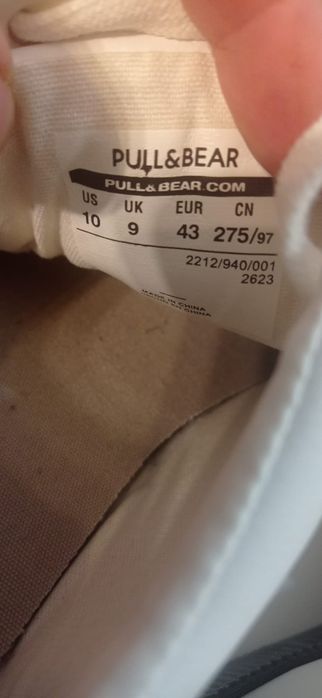 PULL&BEAR
PULL&BEAR.COM
US UK EUR CN
10 9 43 275/97
2212/940/001
2623
MADE IN CHINA